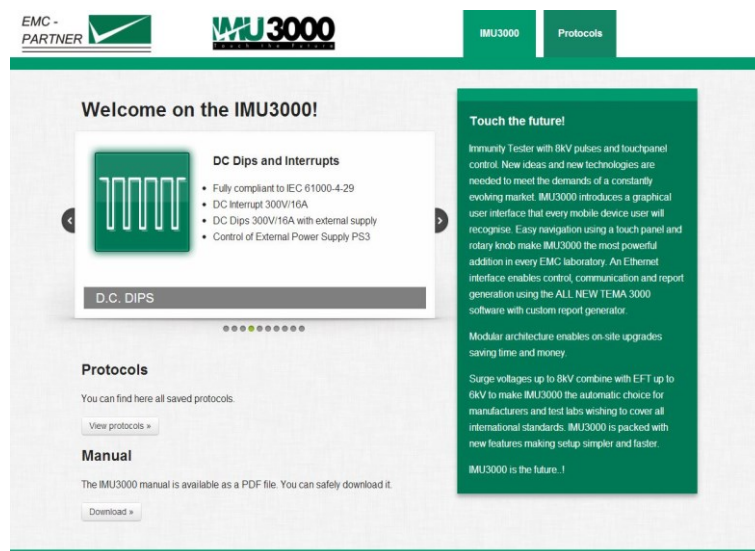 EMC -
PARTNER
IMU3000
Touch the Future
IMU3000
Protocols
Welcome on the IMU3000!
DC Dips and Interrupts
• Fully compliant to IEC 61000-4-29
• DC Interrupt 300V/16A
• DC Dips 300V/16A with external supply
• Control of External Power Supply PS3
D.C. DIPS
Protocols
You can find here all saved protocols.
View protocols »
Manual
The IMU3000 manual is available as a PDF file. You can safely download it.
Download »
Touch the future!
Immunity Tester with 8kV pulses and touchpanel
control. New ideas and new technologies are
needed to meet the demands of a constantly
evolving market. IMU3000 introduces a graphical
user interface that every mobile device user will
recognise. Easy navigation using a touch panel and
rotary knob make IMU3000 the most powerful
addition in every EMC laboratory. An Ethernet
interface enables control, communication and report
generation using the ALL NEW TEMA 3000
software with custom report generator.
Modular architecture enables on-site upgrades
saving time and money.
Surge voltages up to 8kV combine with EFT up to
6kV to make IMU3000 the automatic choice for
manufacturers and test labs wishing to cover all
international standards. IMU3000 is packed with
new features making setup simpler and faster.
IMU3000 is the future..!